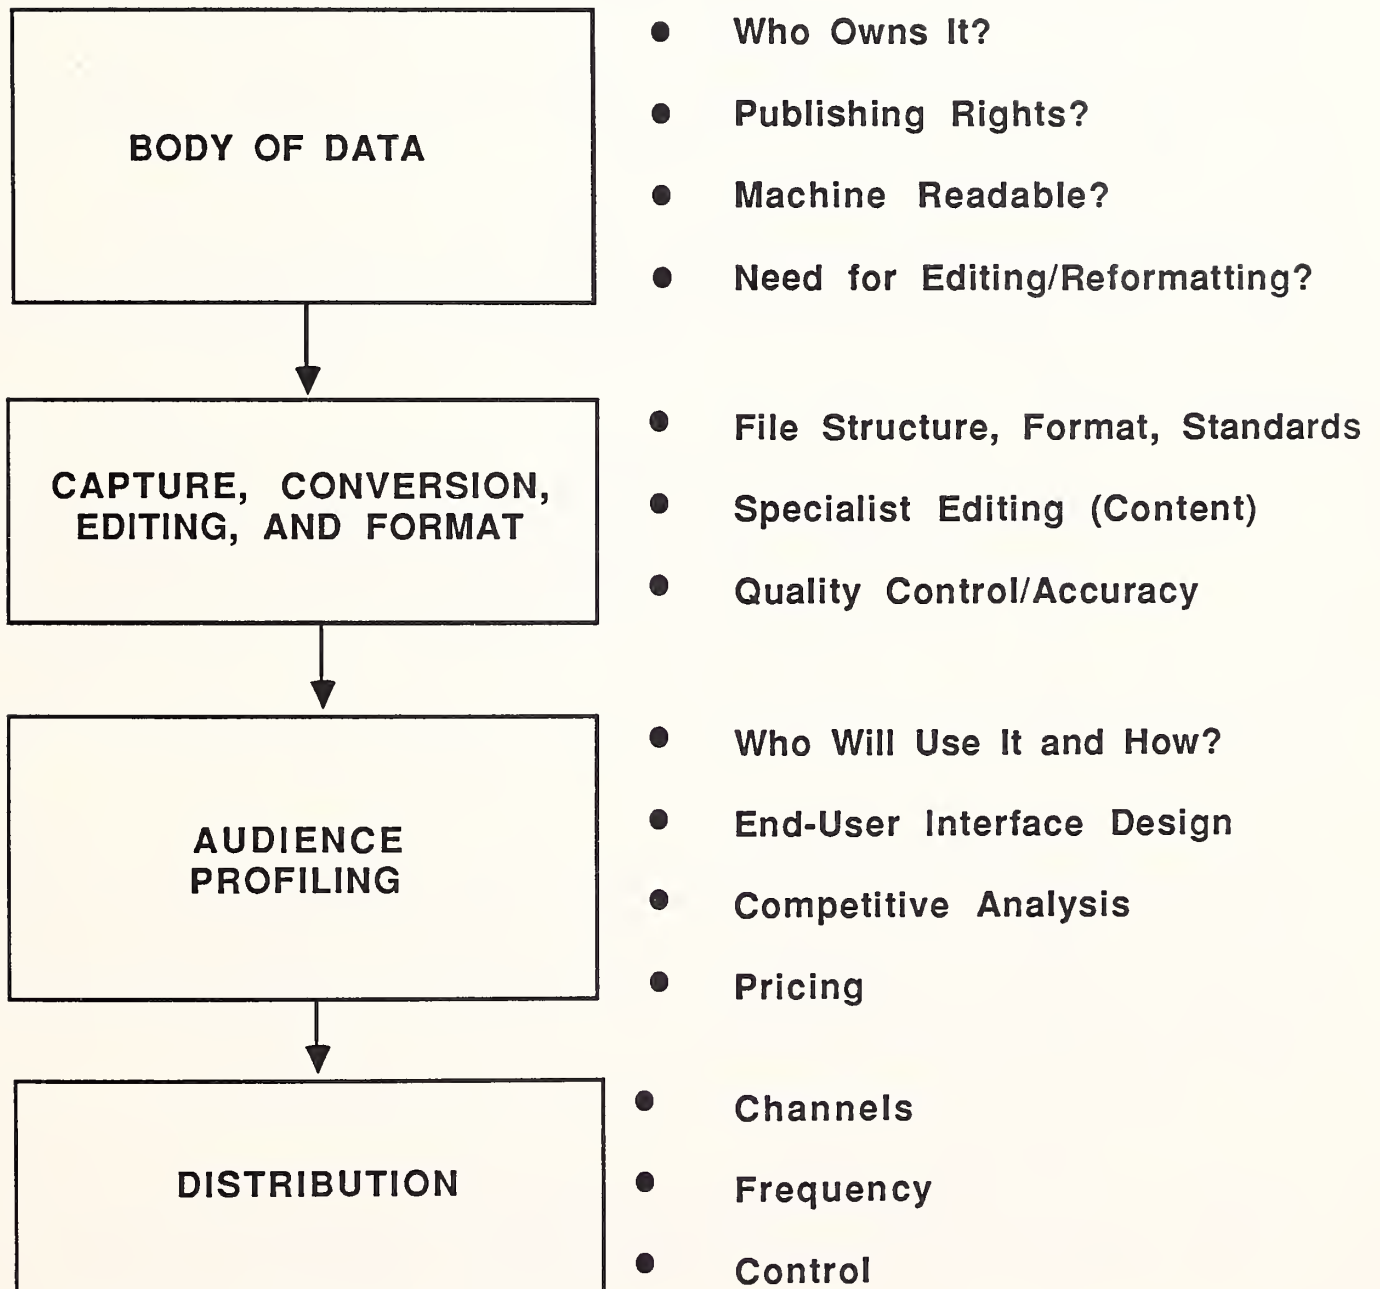 BODY OF DATA
• Who Owns It?
• Publishing Rights?
• Machine Readable?
• Need for Editing/Reformatting?
CAPTURE, CONVERSION,
EDITING, AND FORMAT
• File Structure, Format, Standards
• Specialist Editing (Content)
• Quality Control/Accuracy
AUDIENCE
PROFILING
• Who Will Use It and How?
• End-User Interface Design
• Competitive Analysis
• Pricing
DISTRIBUTION
• Channels
• Frequency
• Control